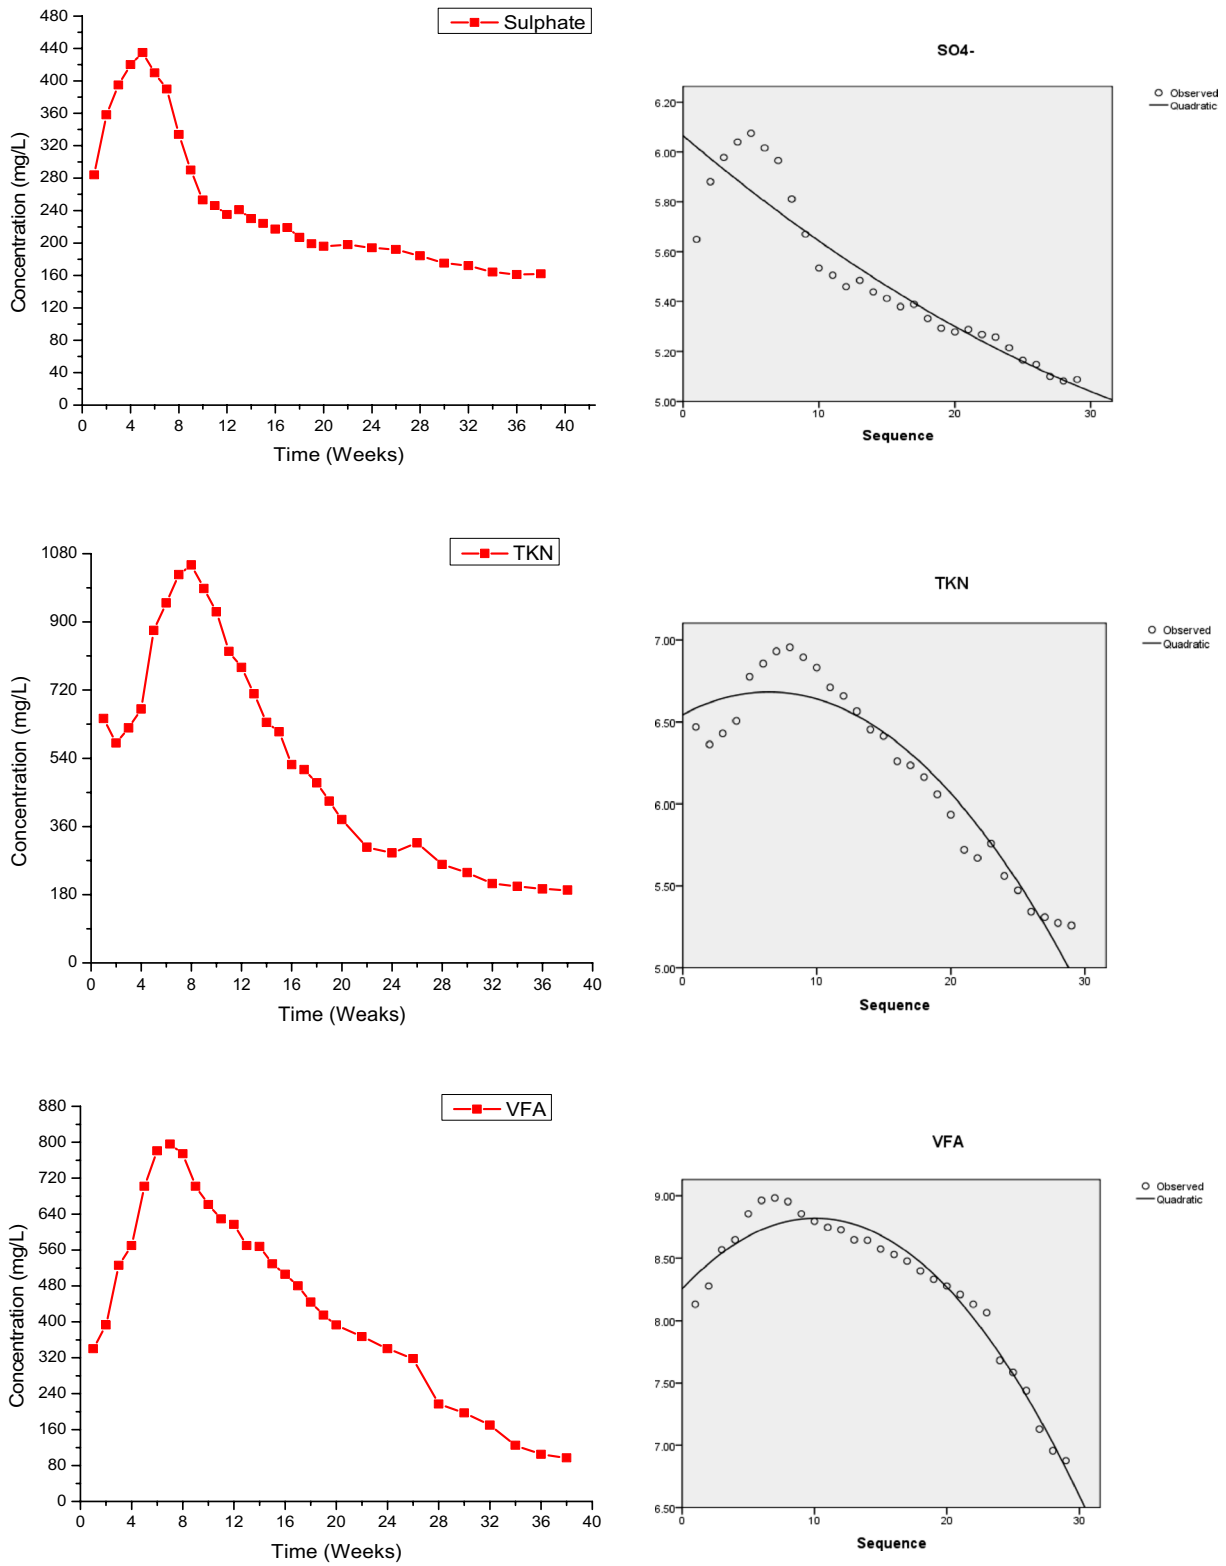 Sulphate
480
440
400
360
320
280
240
200
160
120
80
40
0
Concentration (mg/L)
0 4 8 12 16 20 24 28 32 36 40
Time (Weeks)
SO4-
Observed
Quadratic
6.20
6.00
5.80
5.60
5.40
5.20
5.00
0 10 20 30
Sequence
TKN
1080
900
720
540
360
180
0
Concentration (mg/L)
0 4 8 12 16 20 24 28 32 36 40
Time (Weaks)
TKN
Observed
Quadratic
7.00
6.50
6.00
5.50
5.00
0 10 20 30
Sequence
VFA
880
800
720
640
560
480
400
320
240
160
80
0
Concentration (mg/L)
0 4 8 12 16 20 24 28 32 36 40
Time (Weeks)
VFA
Observed
Quadratic
9.00
8.50
8.00
7.50
7.00
6.50
0 10 20 30
Sequence